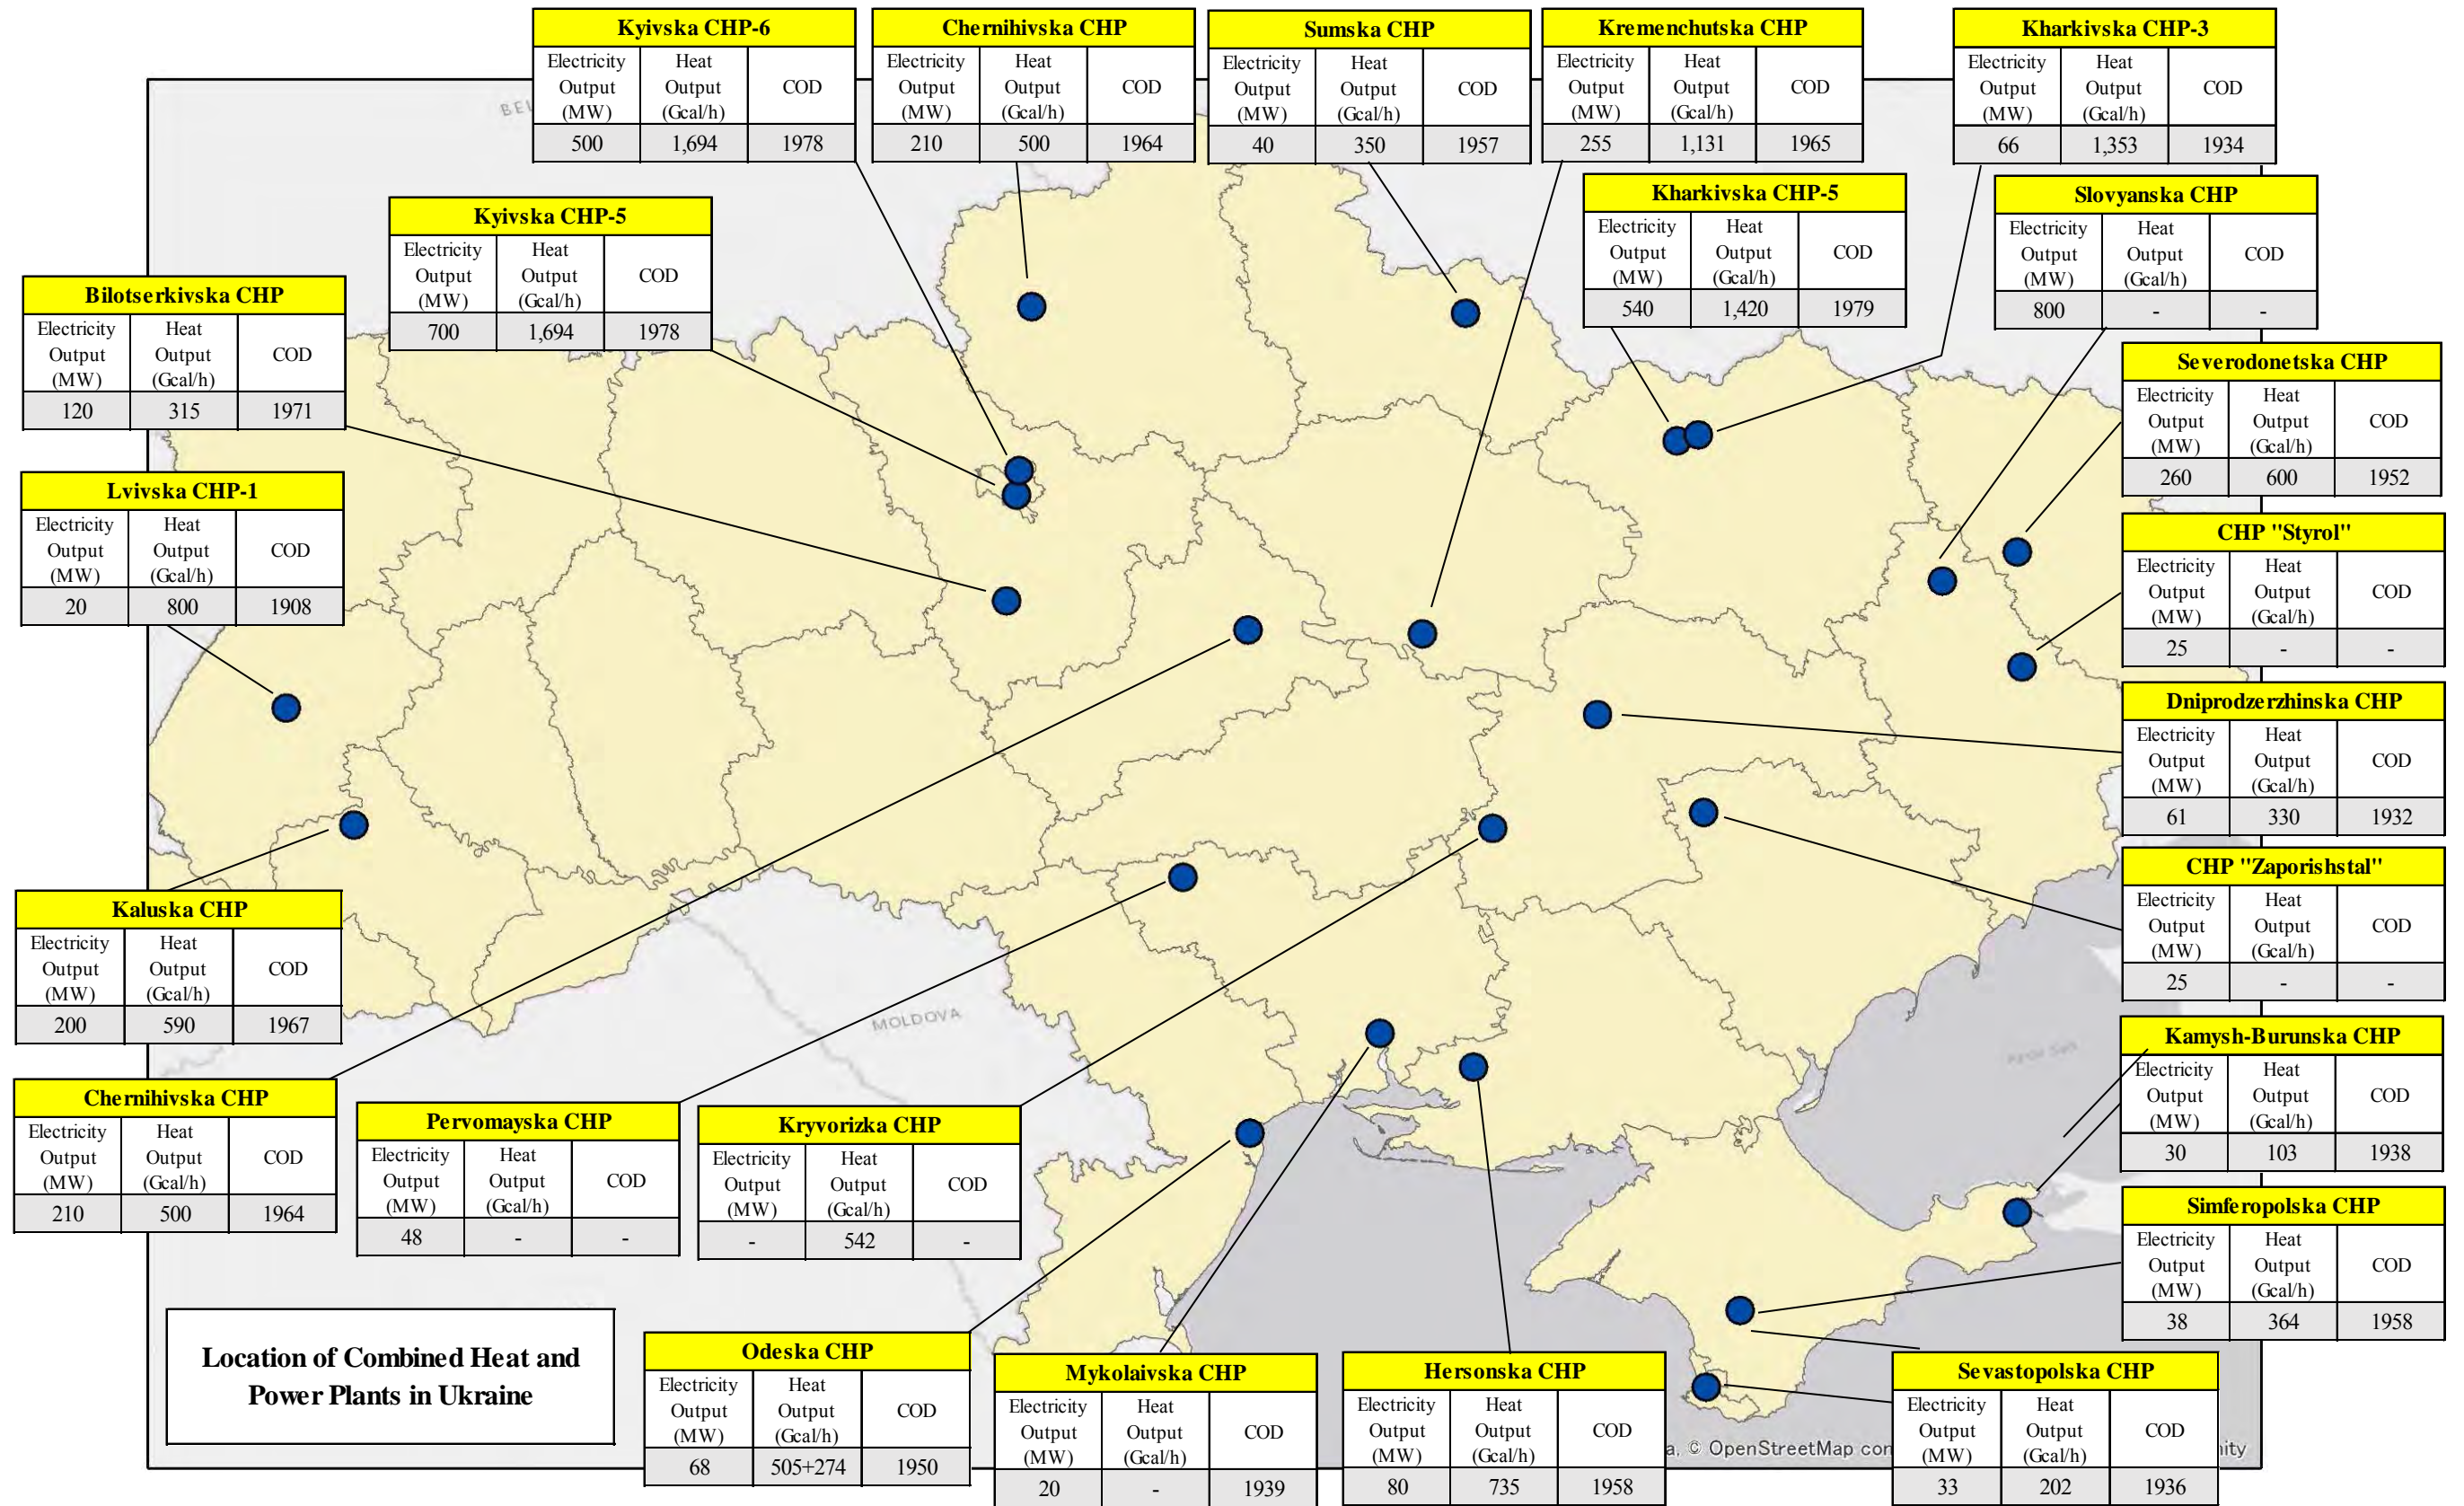 Kyivska CHP-6
Electricity Output (MW) Heat Output (Gcal/h) COD
500 1,694 1978
Chernihivska CHP
Electricity Output (MW) Heat Output (Gcal/h) COD
210 500 1964
Sumska CHP
Electricity Output (MW) Heat Output (Gcal/h) COD
40 350 1957
Kremenchutska CHP
Electricity Output (MW) Heat Output (Gcal/h) COD
255 1,131 1965
Kharkivska CHP-3
Electricity Output (MW) Heat Output (Gcal/h) COD
66 1,353 1934
Kharkivska CHP-5
Electricity Output (MW) Heat Output (Gcal/h) COD
540 1,420 1979
Slovyanska CHP
Electricity Output (MW) Heat Output (Gcal/h) COD
800 - -
Kyivska CHP-5
Electricity Output (MW) Heat Output (Gcal/h) COD
700 1,694 1978
Bilotserkivska CHP
Electricity Output (MW) Heat Output (Gcal/h) COD
120 315 1971
Severodonetska CHP
Electricity Output (MW) Heat Output (Gcal/h) COD
260 600 1952
Lvivska CHP-1
Electricity Output (MW) Heat Output (Gcal/h) COD
20 800 1908
CHP "Styrol"
Electricity Output (MW) Heat Output (Gcal/h) COD
25 - -
Dniprodzerzhinska CHP
Electricity Output (MW) Heat Output (Gcal/h) COD
61 330 1932
CHP "Zaporishstal"
Electricity Output (MW) Heat Output (Gcal/h) COD
25 - -
Kaluska CHP
Electricity Output (MW) Heat Output (Gcal/h) COD
200 590 1967
MOLDOVA
Kamysh-Burunska CHP
Electricity Output (MW) Heat Output (Gcal/h) COD
30 103 1938
Chernihivska CHP
Electricity Output (MW) Heat Output (Gcal/h) COD
210 500 1964
Pervomayska CHP
Electricity Output (MW) Heat Output (Gcal/h) COD
48 - -
Kryvorizka CHP
Electricity Output (MW) Heat Output (Gcal/h) COD
- 542 -
Simferopolska CHP
Electricity Output (MW) Heat Output (Gcal/h) COD
38 364 1958
Location of Combined Heat and
Power Plants in Ukraine
Odeska CHP
Electricity Output (MW) Heat Output (Gcal/h) COD
68 505+274 1950
Mykolaivska CHP
Electricity Output (MW) Heat Output (Gcal/h) COD
20 - 1939
Hersonska CHP
Electricity Output (MW) Heat Output (Gcal/h) COD
80 735 1958
Sevastopolska CHP
Electricity Output (MW) Heat Output (Gcal/h) COD
33 202 1936
© OpenStreetMap